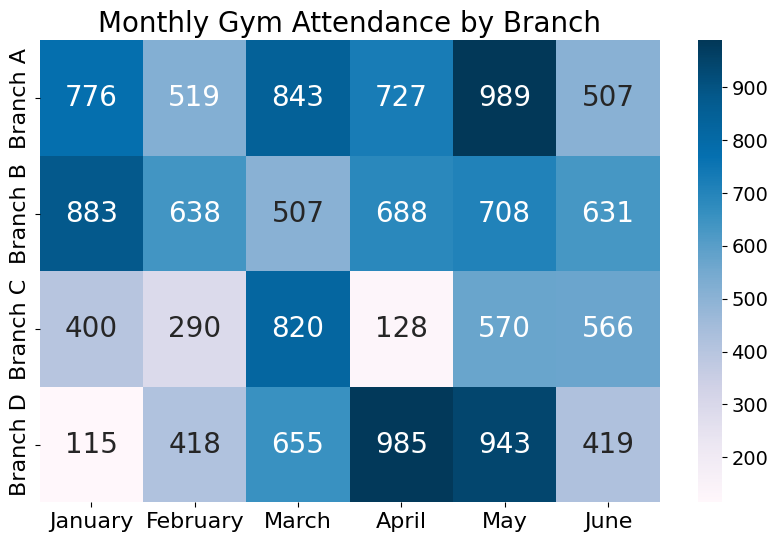 Monthly Gym Attendance by Branch
Branch A 776 519 843 727 989 507
Branch B 883 638 507 688 708 631
Branch C 400 290 820 128 570 566
Branch D 115 418 655 985 943 419
January February March April May June
900
800
700
600
500
400
300
200